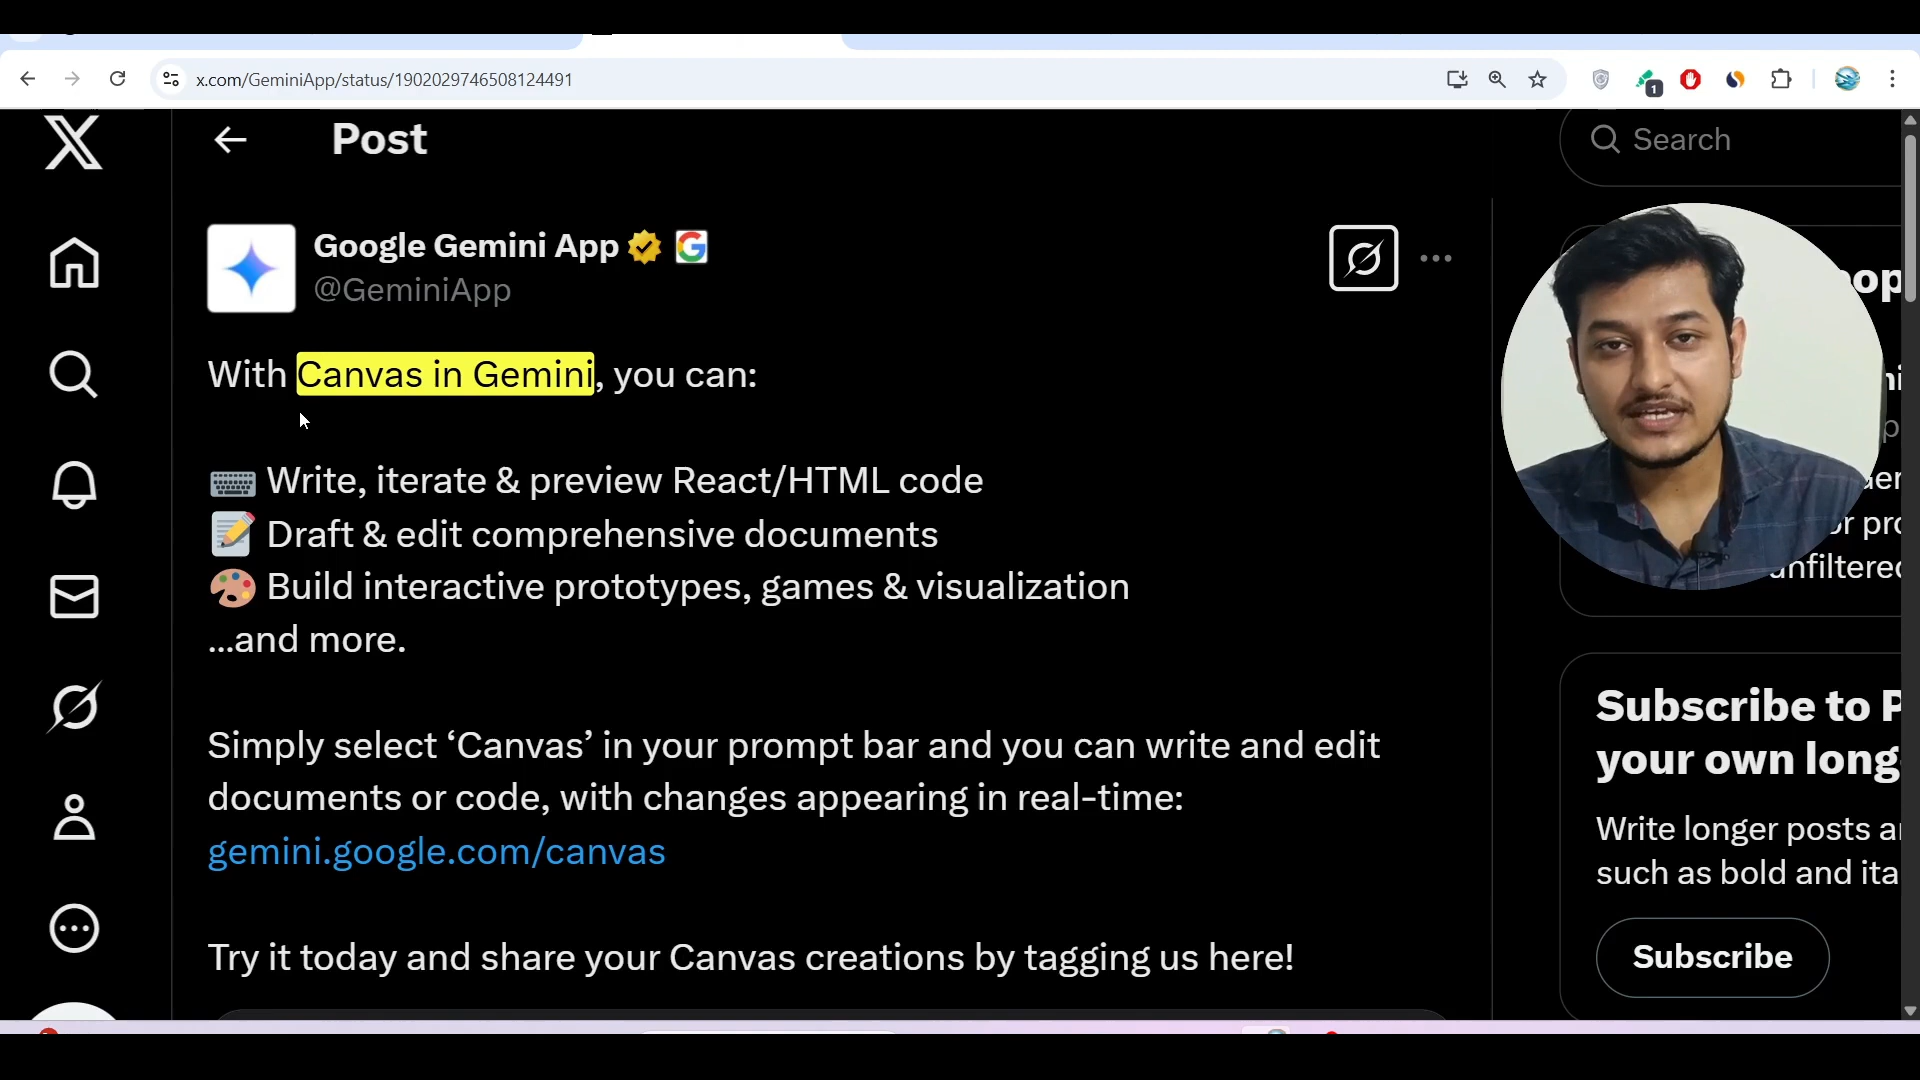 x.com/GeminiApp/status/1902029746508124491
1
Post
Search
Google Gemini App
@GeminiApp
With Canvas in Gemini, you can:
Write, iterate & preview React/HTML code
Draft & edit comprehensive documents
Build interactive prototypes, games & visualization
...and more.
Simply select ‘Canvas’ in your prompt bar and you can write and edit
documents or code, with changes appearing in real-time:
gemini.google.com/canvas
Try it today and share your Canvas creations by tagging us here!
Subscribe to P
your own long
Write longer posts
such as bold and ita
Subscribe